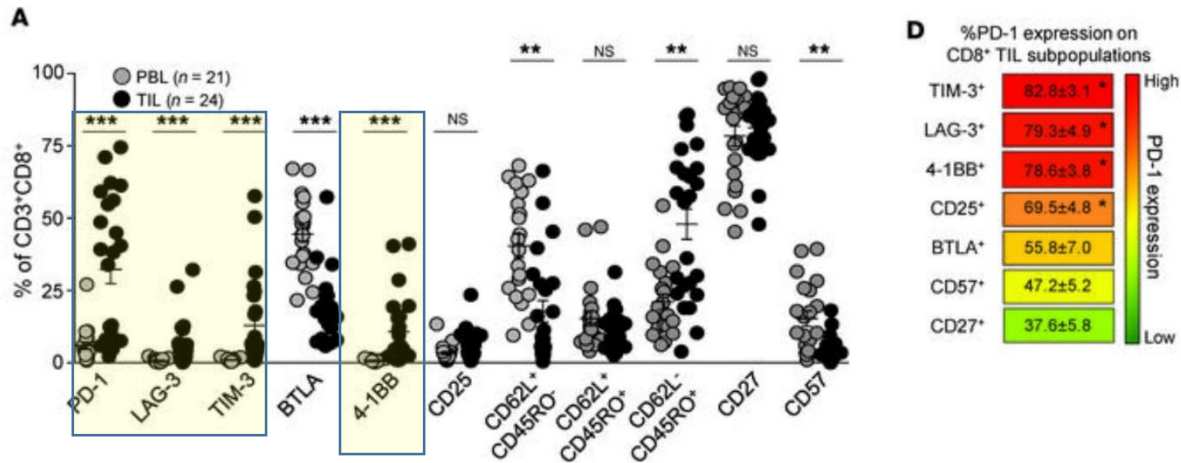 A
PBL (n = 21)
TIL (n = 24)
% of CD3⁺CD8⁺
100
75
50
25
0
***
***
***
***
***
NS
**
NS
**
NS
**
PD-1
LAG-3
TIM-3
BTLA
4-1BB
CD25
CD62L⁺
CD45RO⁻
CD62L⁺
CD45RO⁺
CD62L⁻
CD45RO⁺
CD27
CD57
D
%PD-1 expression on
CD8⁺ TIL subpopulations
TIM-3⁺ 82.8±3.1 *
LAG-3⁺ 79.3±4.9 *
4-1BB⁺ 78.6±3.8 *
CD25⁺ 69.5±4.8 *
BTLA⁺ 55.8±7.0
CD57⁺ 47.2±5.2
CD27⁺ 37.6±5.8
High
PD-1 expression
Low